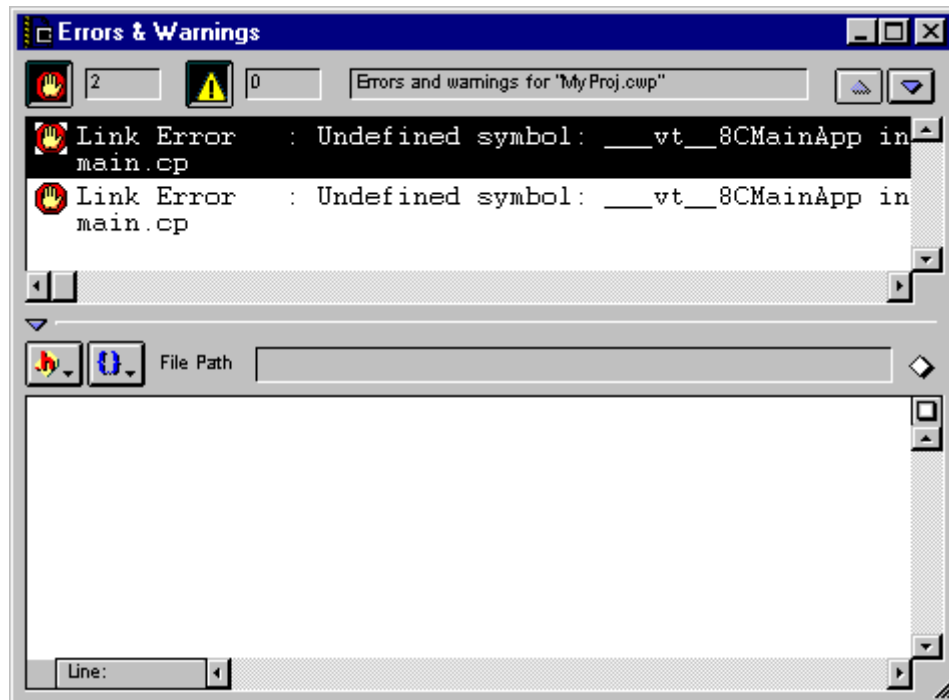 Errors & Warnings
2
0
Errors and warnings for "MyProj.cwp"
Link Error : Undefined symbol: ___vt__8CMainApp in
main.cp
Link Error : Undefined symbol: ___vt__8CMainApp in
main.cp
File Path
Line: